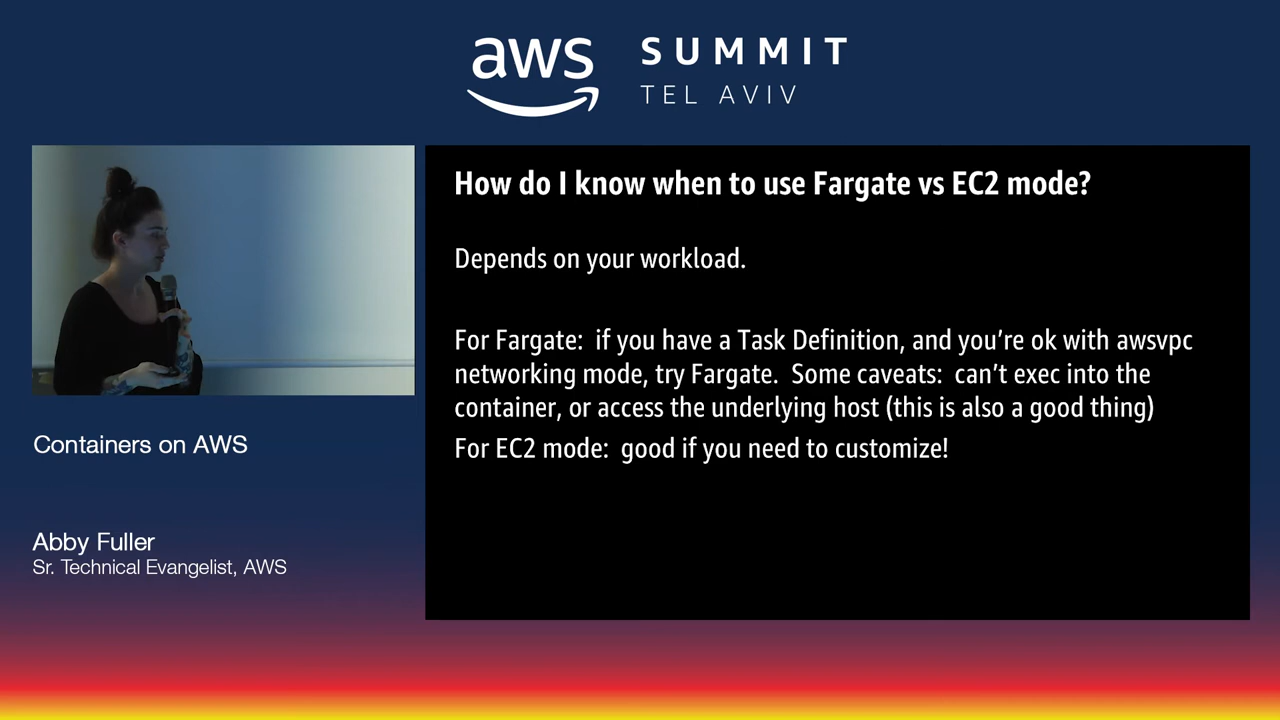 aws
SUMMIT
TEL AVIV
How do I know when to use Fargate vs EC2 mode?
Depends on your workload.
For Fargate:  if you have a Task Definition, and you’re ok with awsvpc
networking mode, try Fargate.  Some caveats:  can’t exec into the
container, or access the underlying host (this is also a good thing)
For EC2 mode:  good if you need to customize!
Containers on AWS
Abby Fuller
Sr. Technical Evangelist, AWS